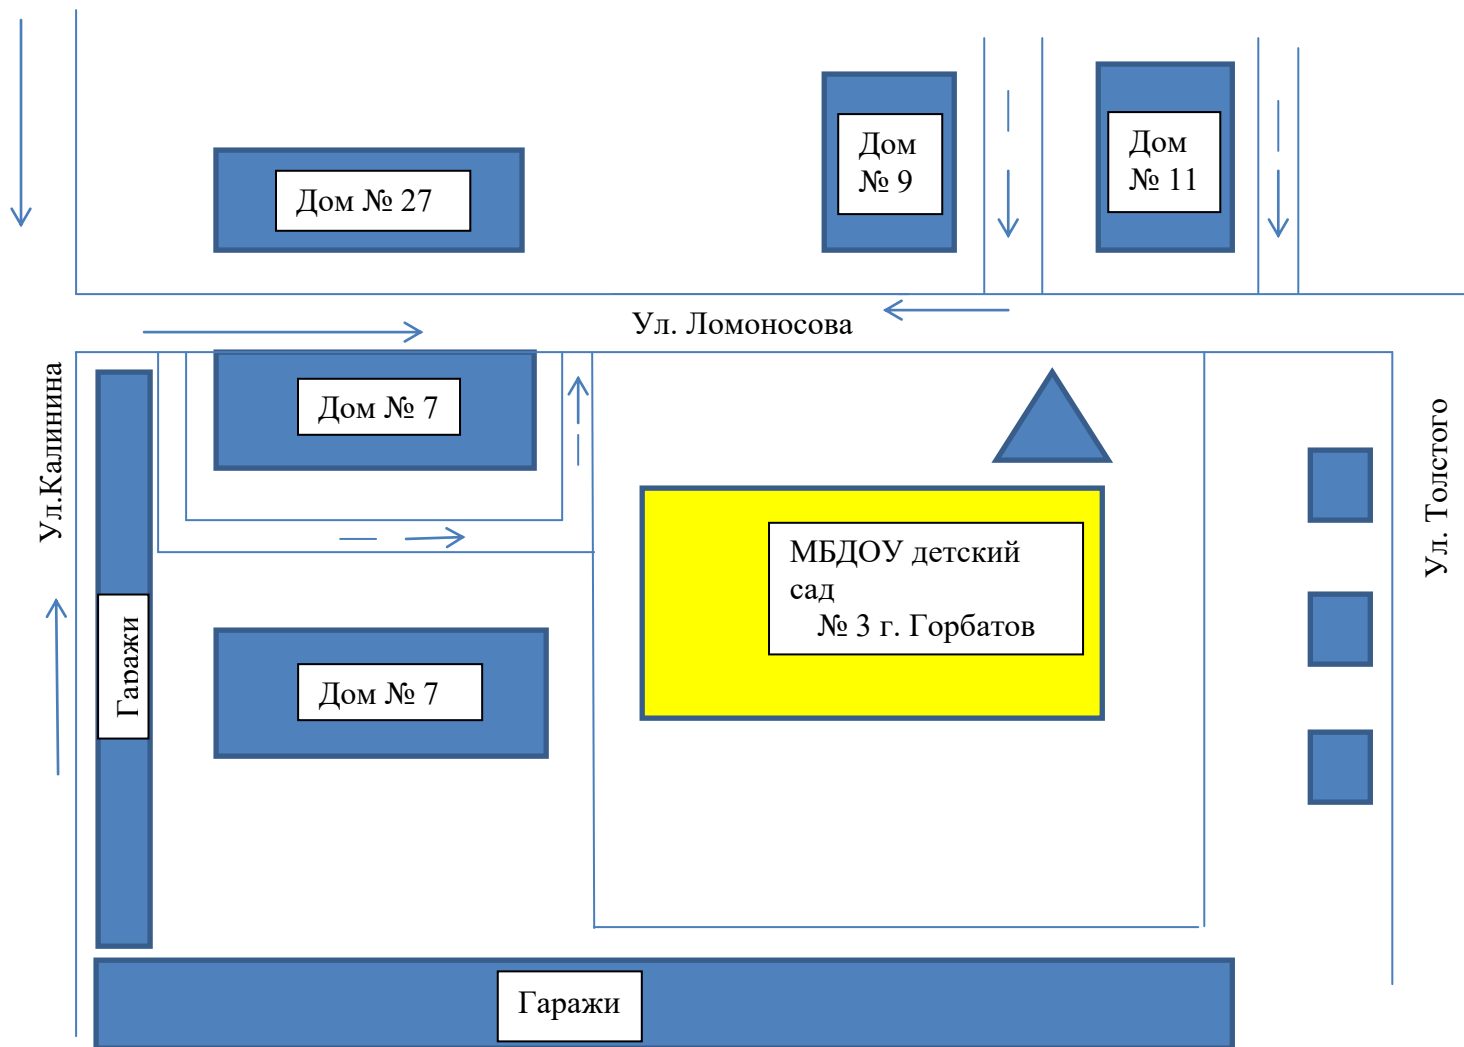 Дом
№ 9
Дом
№ 11
Дом № 27
Ул. Ломоносова
Ул.Калинина
Дом № 7
Ул. Толстого
МБДОУ детский
сад
№ 3 г. Горбатов
Гаражи
Дом № 7
Гаражи